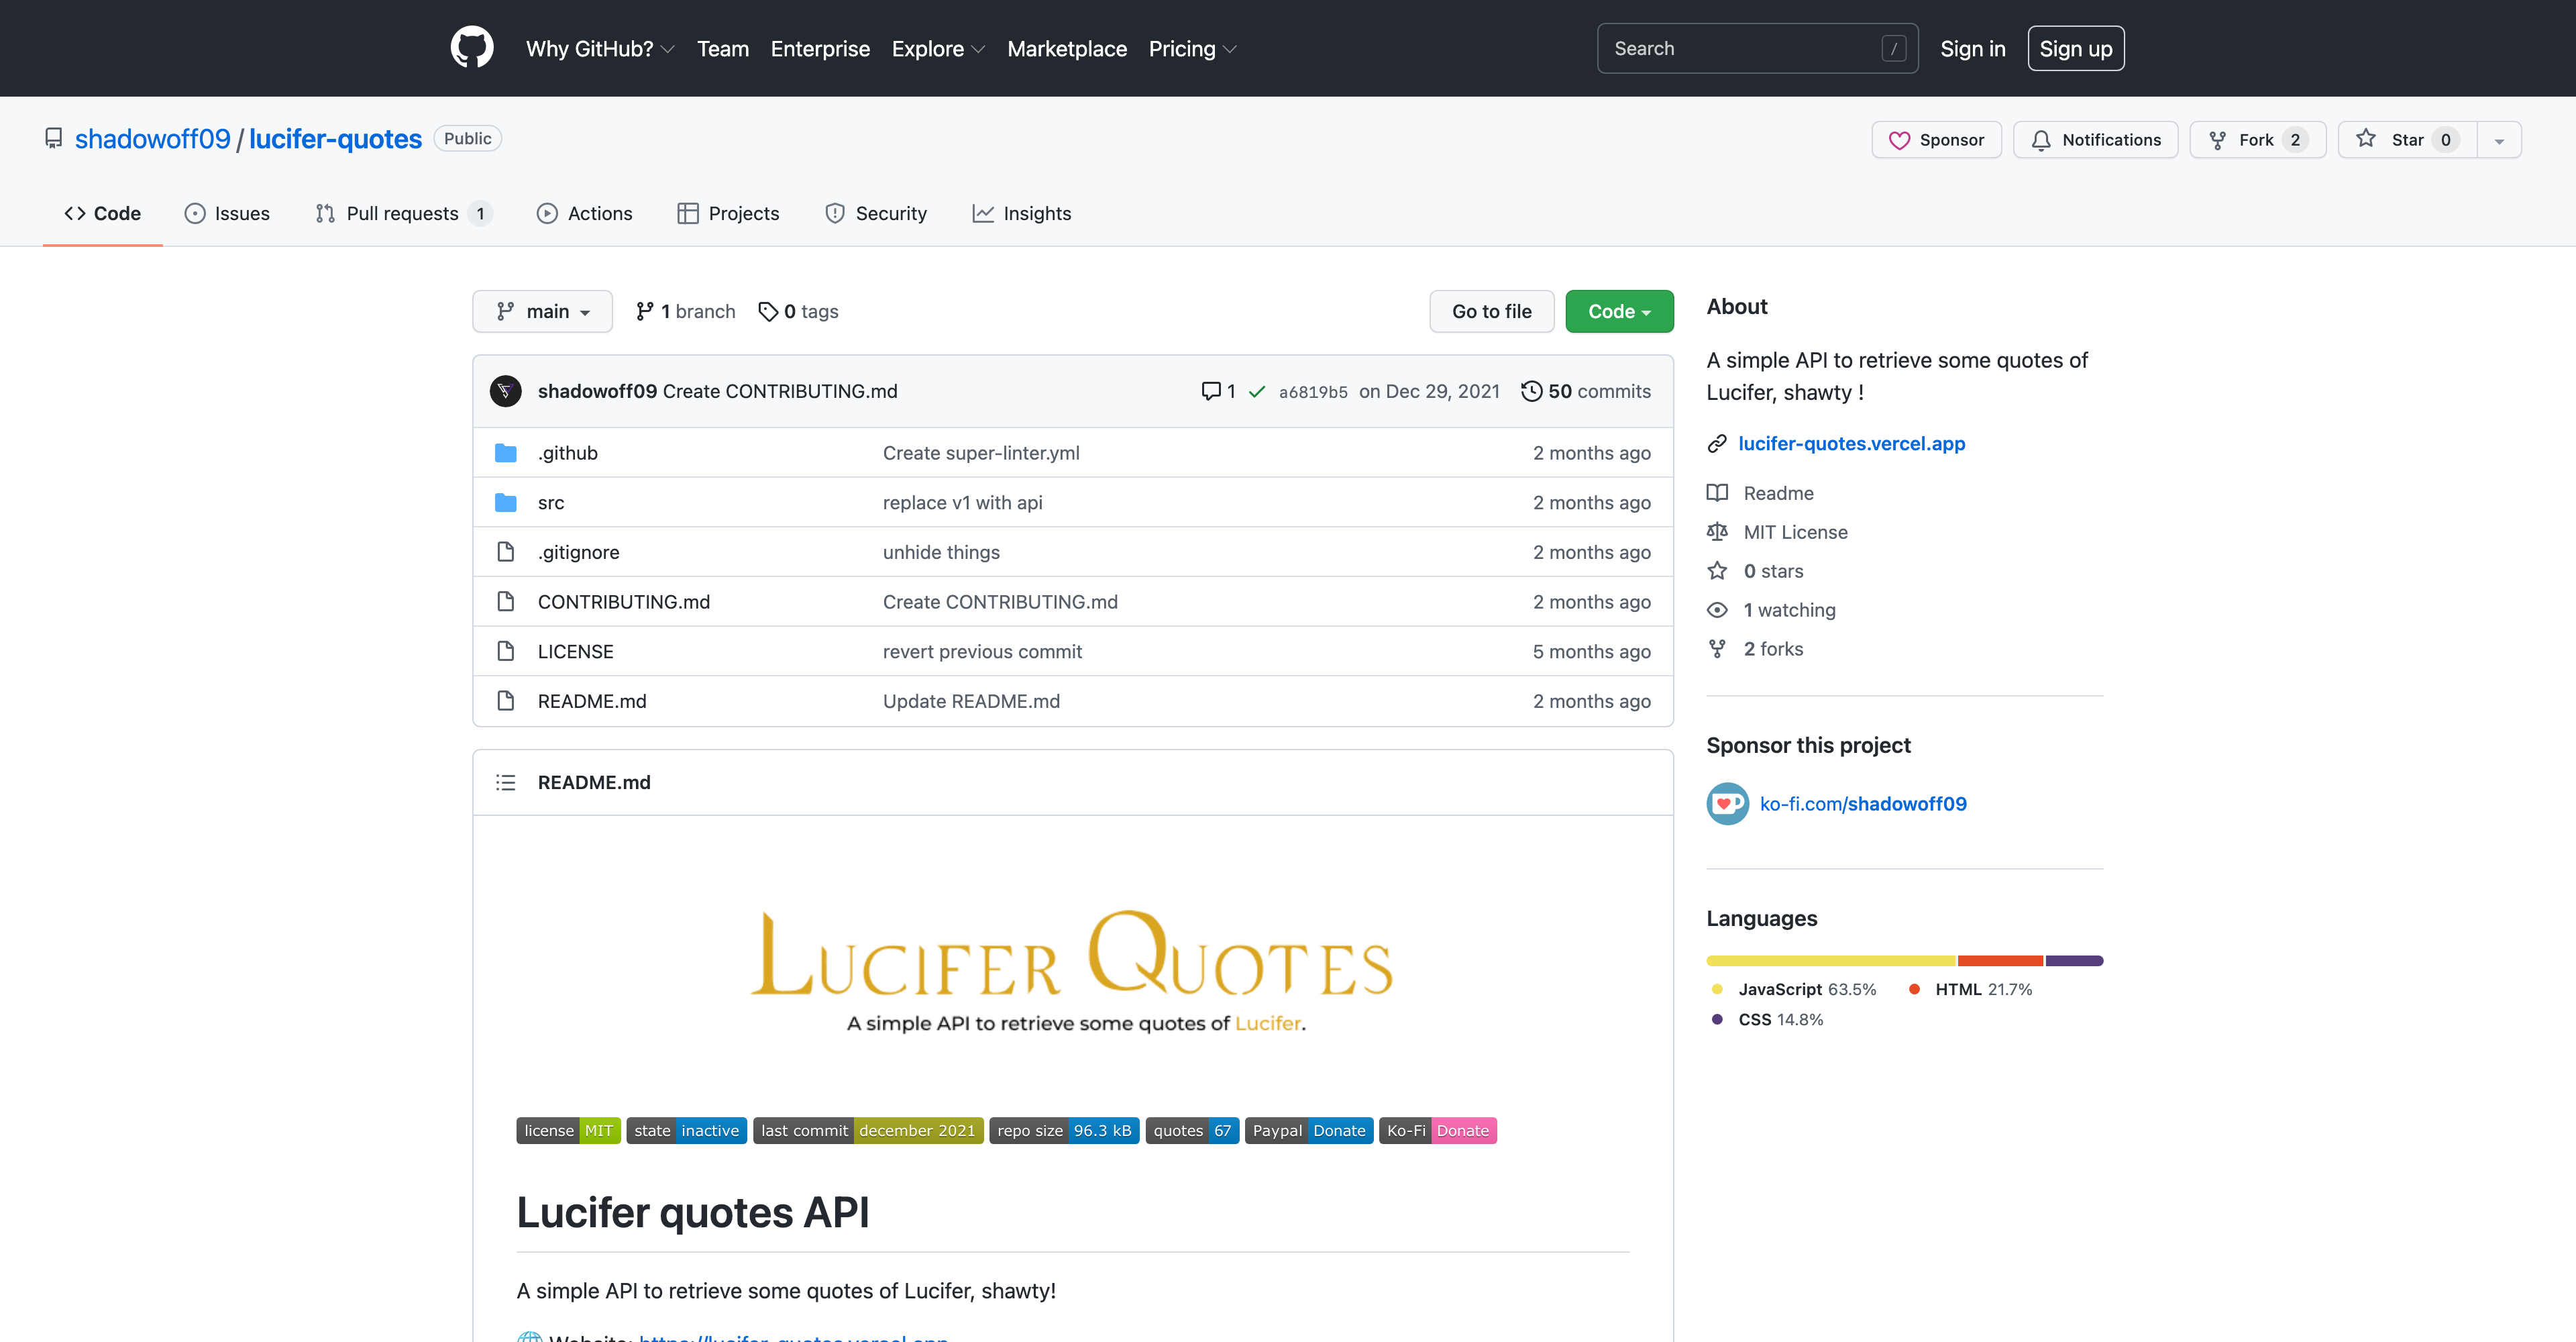 Why GitHub? Team Enterprise Explore Marketplace Pricing Search / Sign in Sign up
shadowoff09 / lucifer-quotes Public Sponsor Notifications Fork 2 Star 0
Code Issues Pull requests 1 Actions Projects Security Insights
main 1 branch 0 tags Go to file Code
shadowoff09 Create CONTRIBUTING.md 1 a6819b5 on Dec 29, 2021 50 commits
.github Create super-linter.yml 2 months ago
src replace v1 with api 2 months ago
.gitignore unhide things 2 months ago
CONTRIBUTING.md Create CONTRIBUTING.md 2 months ago
LICENSE revert previous commit 5 months ago
README.md Update README.md 2 months ago
README.md
LUCIFER QUOTES
A simple API to retrieve some quotes of Lucifer.
license MIT state inactive last commit december 2021 repo size 96.3 kB quotes 67 Paypal Donate Ko-Fi Donate
Lucifer quotes API
A simple API to retrieve some quotes of Lucifer, shawty!
Website: https://lucifer-quotes.vercel.app
About
A simple API to retrieve some quotes of
Lucifer, shawty !
lucifer-quotes.vercel.app
Readme
MIT License
0 stars
1 watching
2 forks
Sponsor this project
ko-fi.com/shadowoff09
Languages
JavaScript 63.5% HTML 21.7%
CSS 14.8%